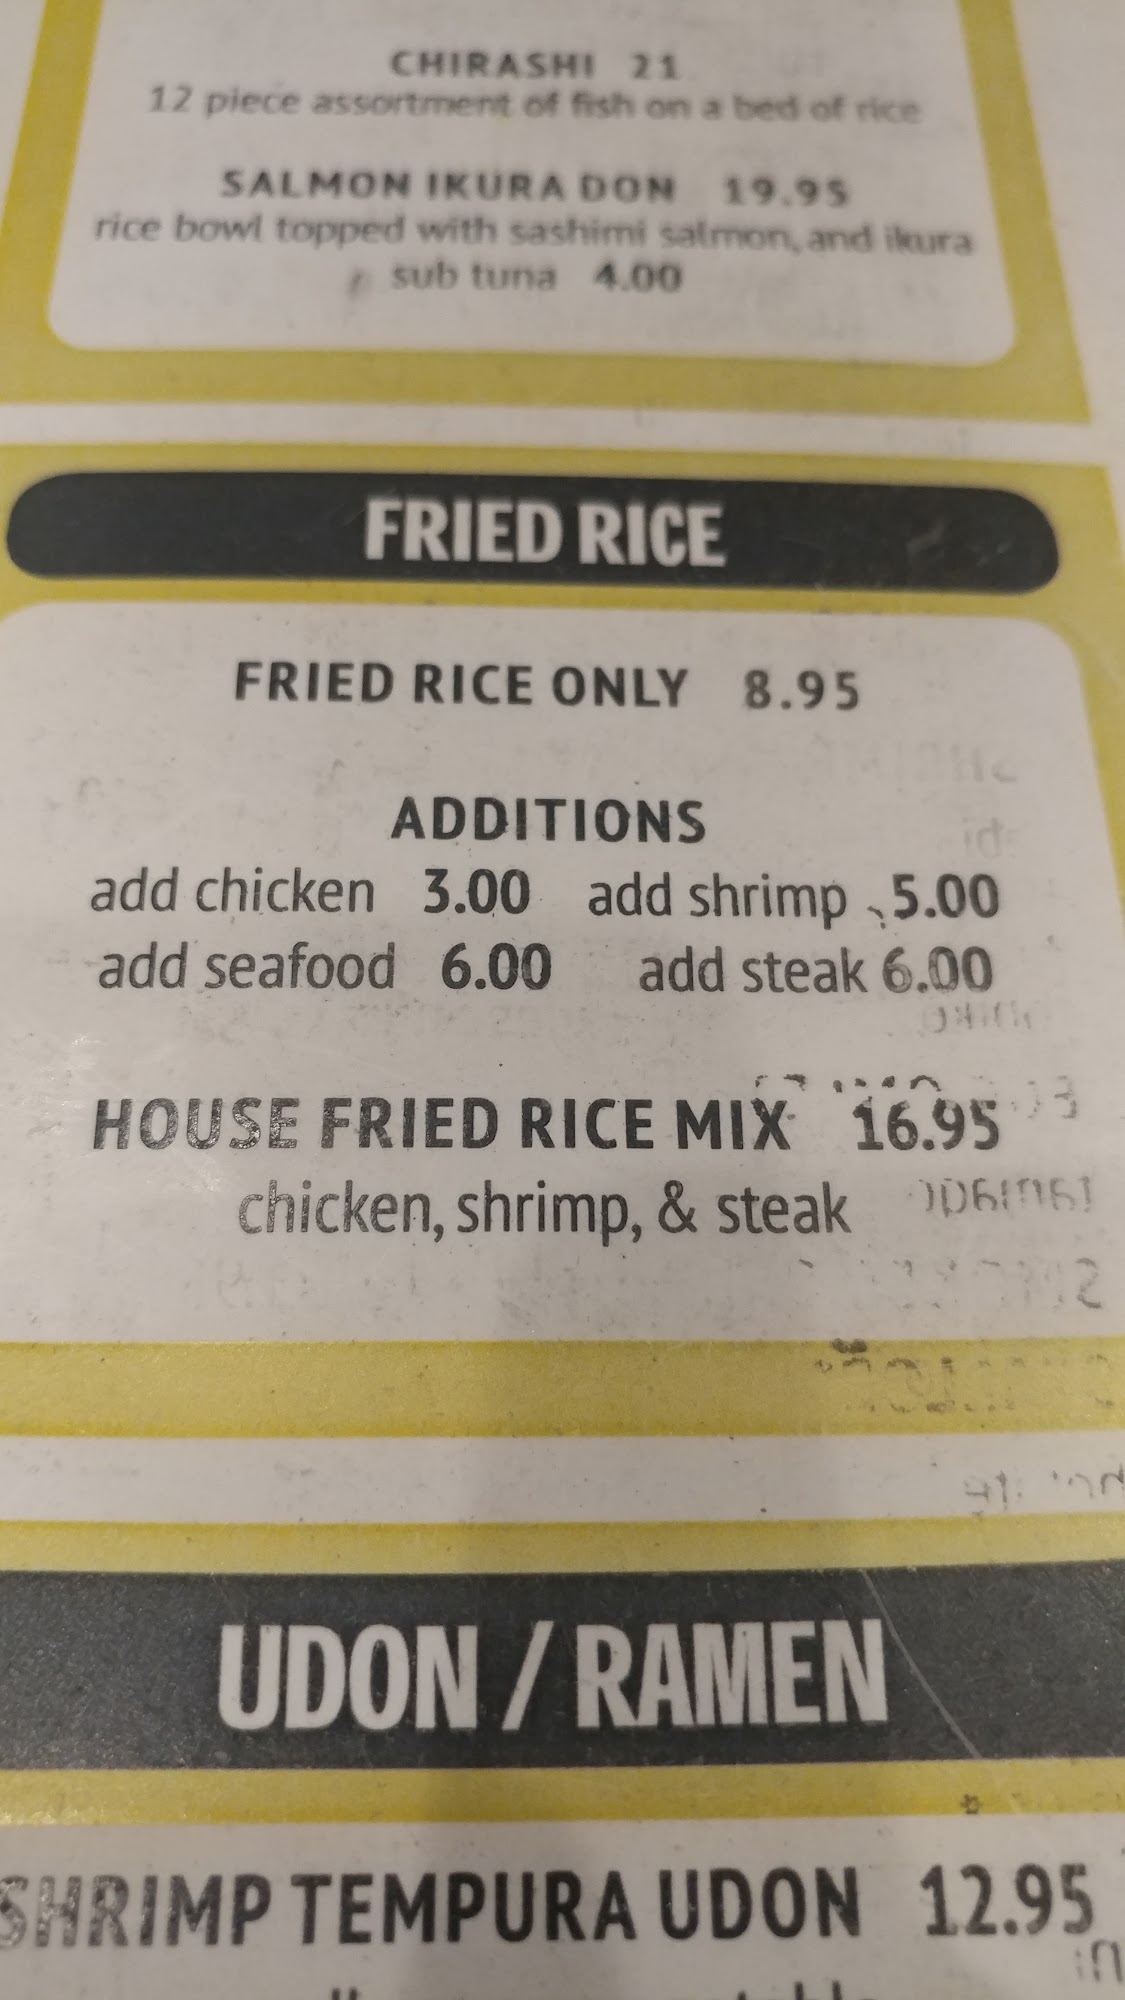 CHIRASHI 21
12 piece assortment of fish on a bed of rice
SALMON IKURA DON 19.95
rice bowl topped with sashimi salmon, and ikura
sub tuna 4.00
FRIED RICE
FRIED RICE ONLY 8.95
ADDITIONS
add chicken 3.00 add shrimp 5.00
add seafood 6.00 add steak 6.00
HOUSE FRIED RICE MIX 16.95
chicken, shrimp, & steak
UDON / RAMEN
SHRIMP TEMPURA UDON 12.95